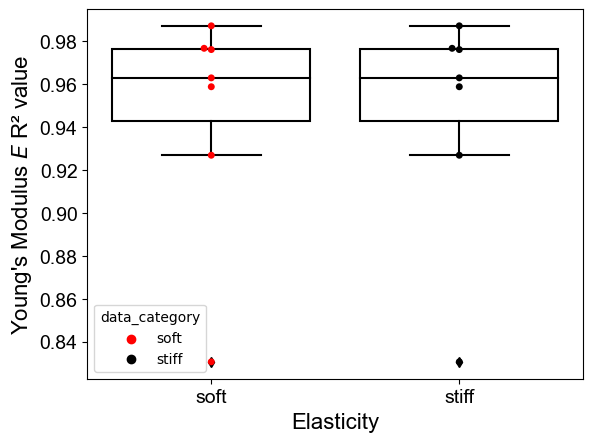 0.98
0.96
0.94
0.92
0.90
0.88
0.86
0.84
Young's Modulus E R² value
data_category
soft
stiff
soft stiff
Elasticity